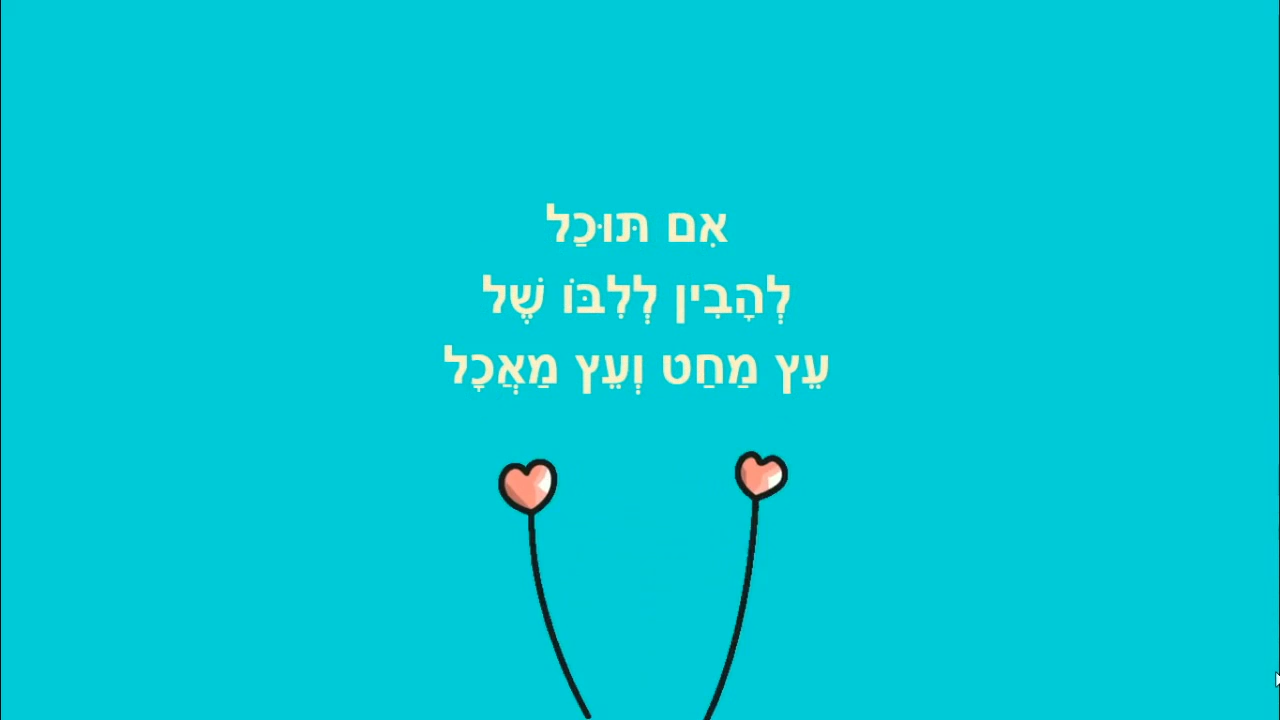 אִם תּוּכַל
לְהָבִין לְלִבּוֹ שֶׁל
עֵץ מַחַט וְעֵץ מַאֲכָל